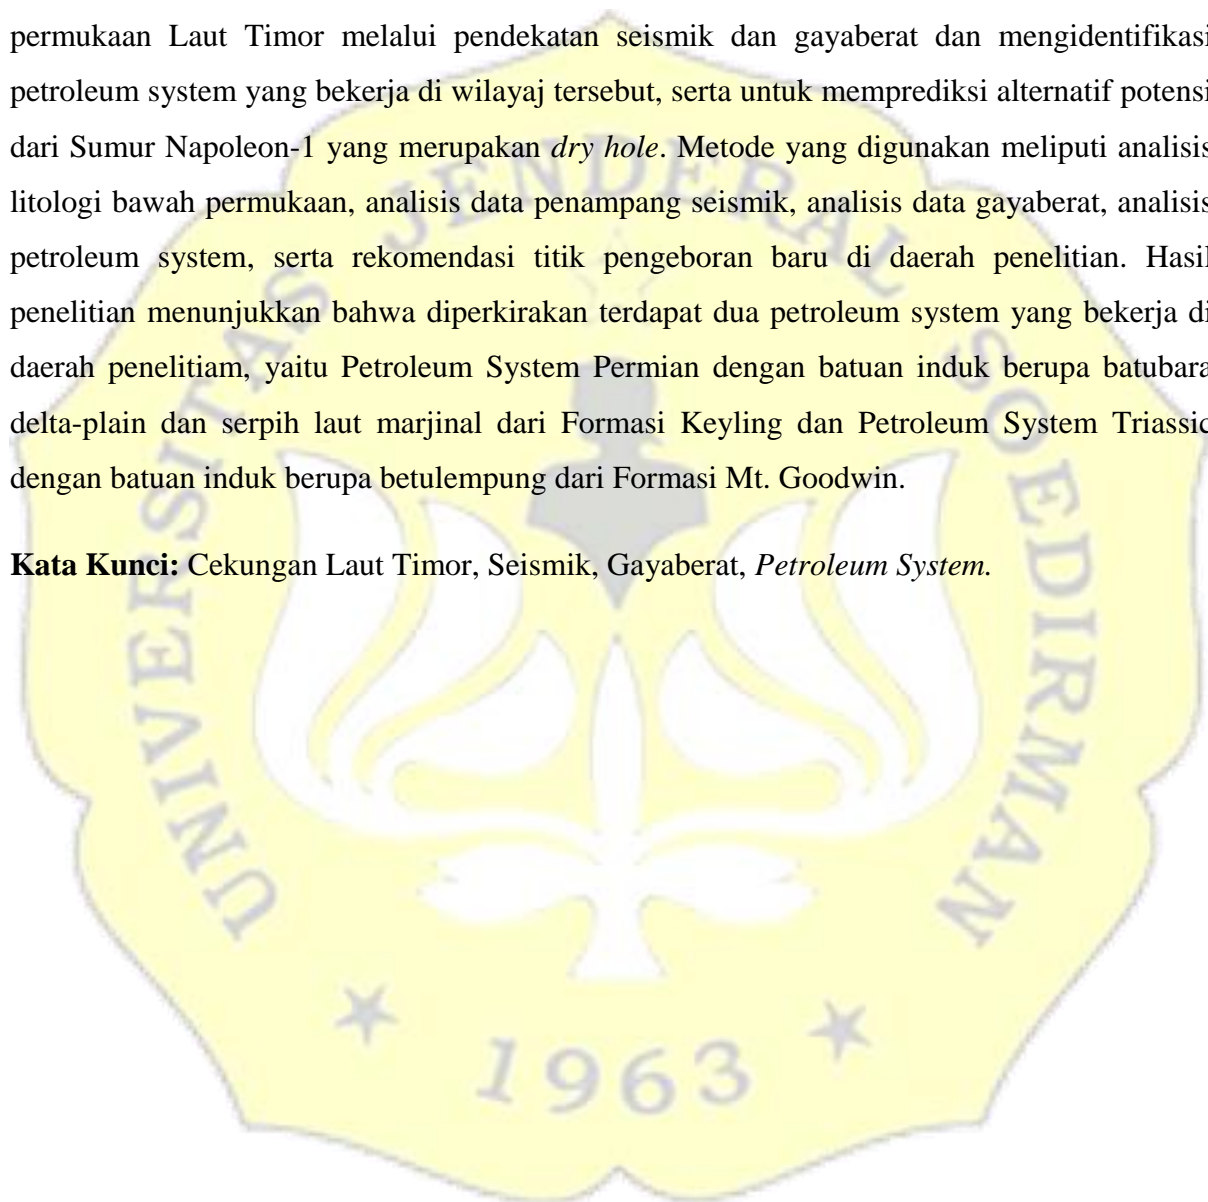 permukaan Laut Timor melalui pendekatan seismik dan gayaberat dan mengidentifikasi
petroleum system yang bekerja di wilayaj tersebut, serta untuk memprediksi alternatif potensi
dari Sumur Napoleon-1 yang merupakan dry hole. Metode yang digunakan meliputi analisis
litologi bawah permukaan, analisis data penampang seismik, analisis data gayaberat, analisis
petroleum system, serta rekomendasi titik pengeboran baru di daerah penelitian. Hasil
penelitian menunjukkan bahwa diperkirakan terdapat dua petroleum system yang bekerja di
daerah penelitiam, yaitu Petroleum System Permian dengan batuan induk berupa batubara
delta-plain dan serpih laut marjinal dari Formasi Keyling dan Petroleum System Triassic
dengan batuan induk berupa betulempung dari Formasi Mt. Goodwin.
Kata Kunci: Cekungan Laut Timor, Seismik, Gayaberat, Petroleum System.
UNIVERSITAS JENDERAL SOEDIRMAN
1963